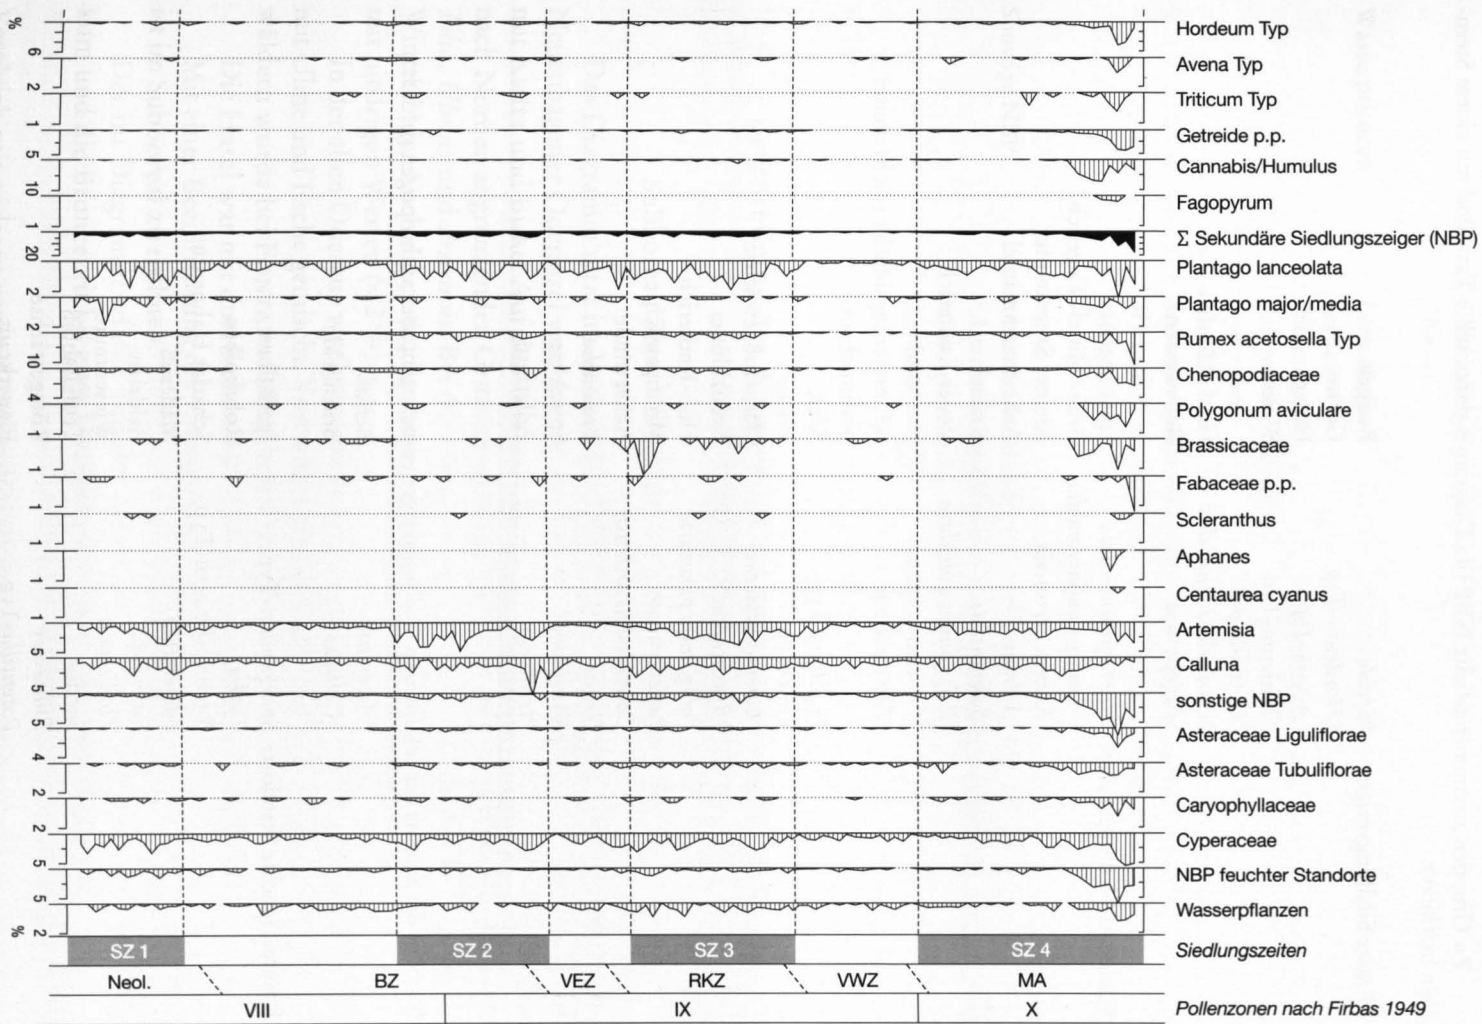 %
Hordeum Typ
6
Avena Typ
2
Triticum Typ
1
Getreide p.p.
5
Cannabis/Humulus
10
Fagopyrum
1
Σ Sekundäre Siedlungszeiger (NBP)
20
Plantago lanceolata
2
Plantago major/media
2
Rumex acetosella Typ
10
Chenopodiaceae
4
Polygonum aviculare
1
Brassicaceae
1
Fabaceae p.p.
1
Scleranthus
1
Aphanes
1
Centaurea cyanus
1
Artemisia
5
Calluna
5
sonstige NBP
5
Asteraceae Liguliflorae
4
Asteraceae Tubuliflorae
2
Caryophyllaceae
2
Cyperaceae
5
NBP feuchter Standorte
5
Wasserpflanzen
2
%
SZ 1 SZ 2 SZ 3 SZ 4 Siedlungszeiten
Neol. BZ VEZ RKZ VWZ MA
VIII IX X Pollenzonen nach Firbas 1949